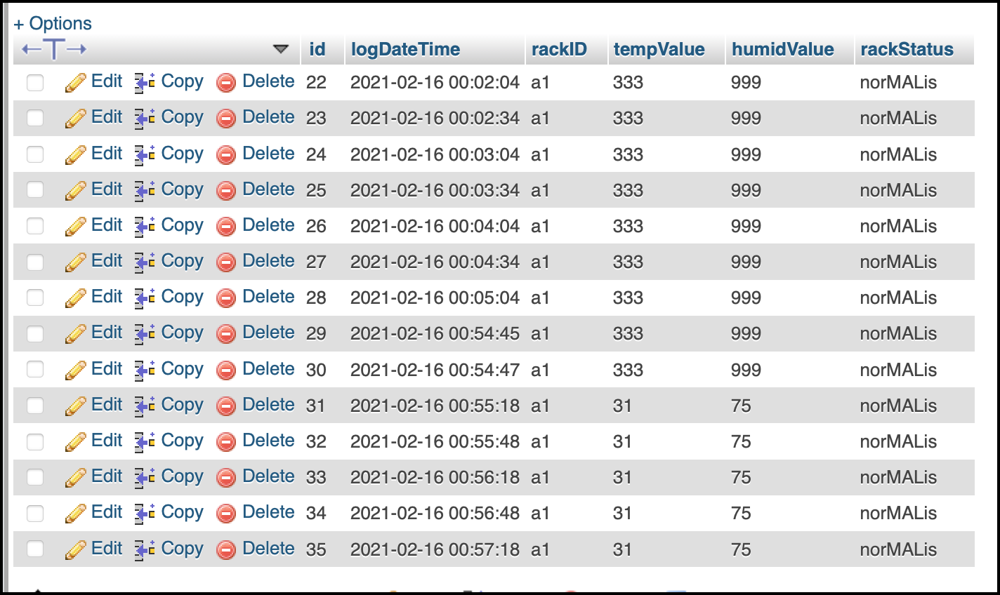 + Options
id logDateTime rackID tempValue humidValue rackStatus
Edit Copy Delete 22 2021-02-16 00:02:04 a1 333 999 norMALis
Edit Copy Delete 23 2021-02-16 00:02:34 a1 333 999 norMALis
Edit Copy Delete 24 2021-02-16 00:03:04 a1 333 999 norMALis
Edit Copy Delete 25 2021-02-16 00:03:34 a1 333 999 norMALis
Edit Copy Delete 26 2021-02-16 00:04:04 a1 333 999 norMALis
Edit Copy Delete 27 2021-02-16 00:04:34 a1 333 999 norMALis
Edit Copy Delete 28 2021-02-16 00:05:04 a1 333 999 norMALis
Edit Copy Delete 29 2021-02-16 00:54:45 a1 333 999 norMALis
Edit Copy Delete 30 2021-02-16 00:54:47 a1 333 999 norMALis
Edit Copy Delete 31 2021-02-16 00:55:18 a1 31 75 norMALis
Edit Copy Delete 32 2021-02-16 00:55:48 a1 31 75 norMALis
Edit Copy Delete 33 2021-02-16 00:56:18 a1 31 75 norMALis
Edit Copy Delete 34 2021-02-16 00:56:48 a1 31 75 norMALis
Edit Copy Delete 35 2021-02-16 00:57:18 a1 31 75 norMALis